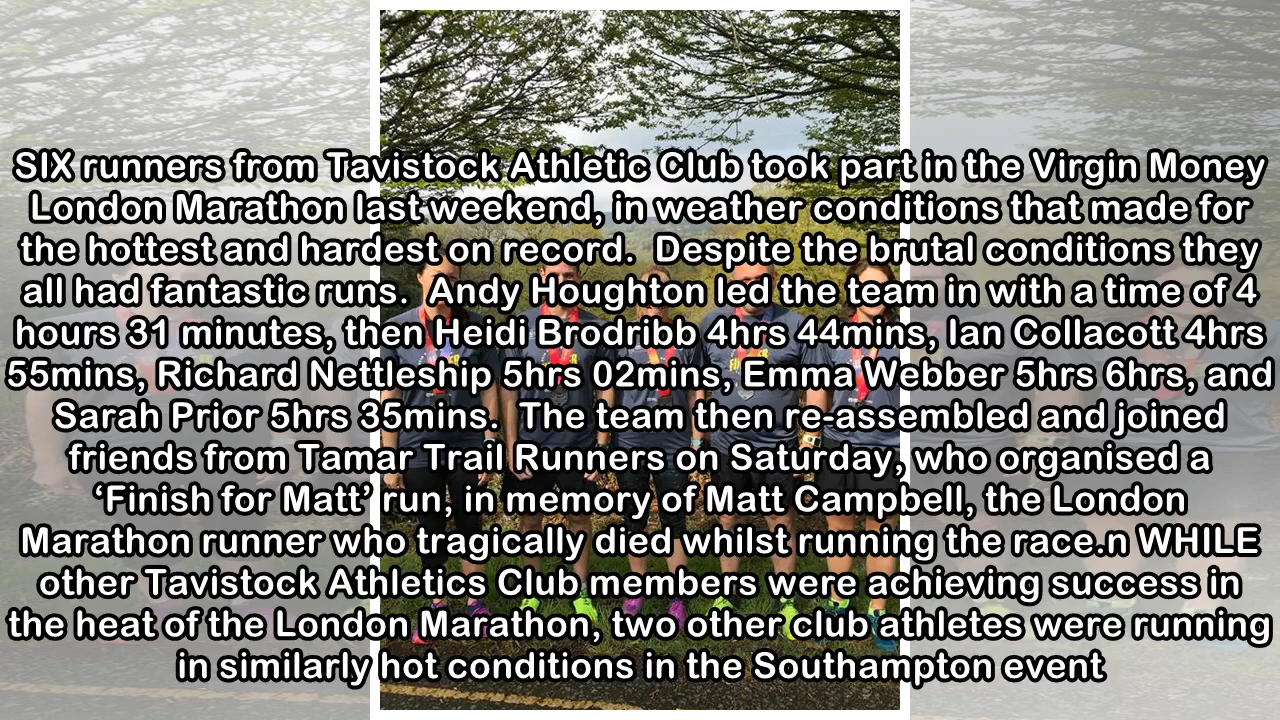 SIX runners from Tavistock Athletic Club took part in the Virgin Money
London Marathon last weekend, in weather conditions that made for
the hottest and hardest on record.  Despite the brutal conditions they
all had fantastic runs.  Andy Houghton led the team in with a time of 4
hours 31 minutes, then Heidi Brodribb 4hrs 44mins, Ian Collacott 4hrs
55mins, Richard Nettleship 5hrs 02mins, Emma Webber 5hrs 6hrs, and
Sarah Prior 5hrs 35mins.  The team then re-assembled and joined
friends from Tamar Trail Runners on Saturday, who organised a
‘Finish for Matt’ run, in memory of Matt Campbell, the London
Marathon runner who tragically died whilst running the race.n WHILE
other Tavistock Athletics Club members were achieving success in
the heat of the London Marathon, two other club athletes were running
in similarly hot conditions in the Southampton event